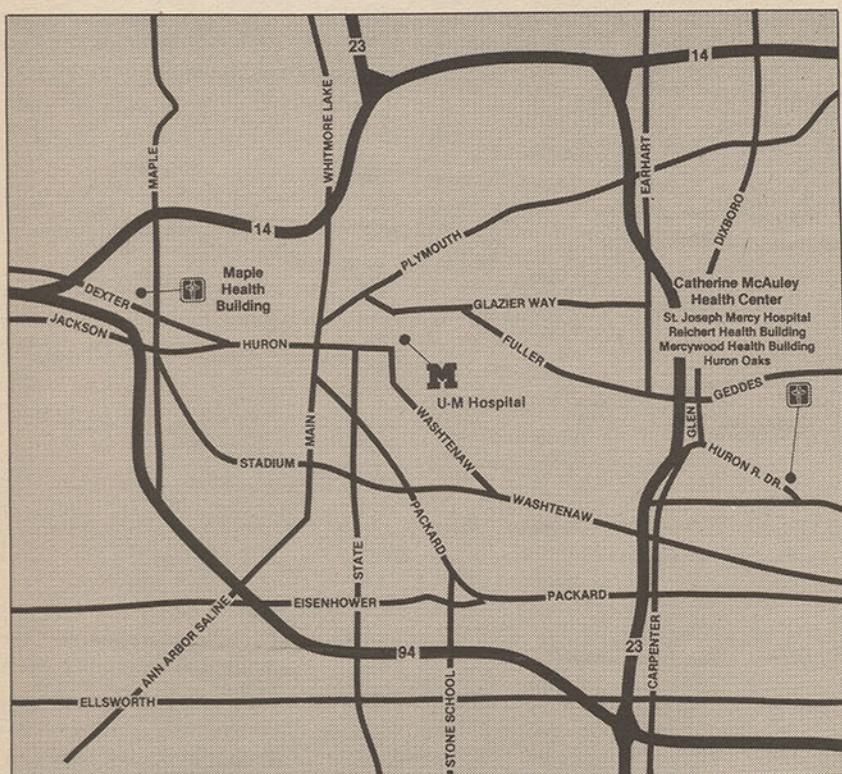 23
14
WHITMORE LAKE
MAPLE
EARHART
DIXBORO
14
PLYMOUTH
Maple
Health
Building
DEXTER
GLAZIER WAY
Catherine McAuley
Health Center
St. Joseph Mercy Hospital
Reichert Health Building
Mercywood Health Building
Huron Oaks
JACKSON
HURON
FULLER
M
U-M Hospital
GEDDES
GLEN
MAIN
WASHTENAW
STADIUM
HURON R. DR.
WASHTENAW
PACKARD
STATE
EISENHOWER
PACKARD
ANN ARBOR SALINE
94
23
CARPENTER
ELLSWORTH
STONE SCHOOL